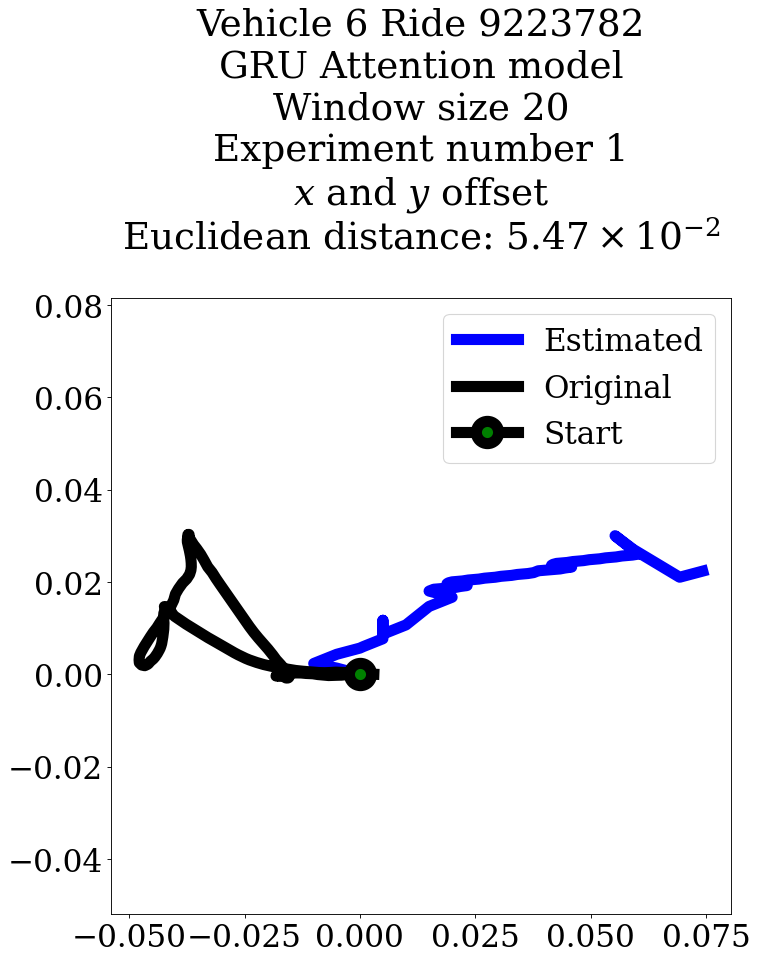 Vehicle 6 Ride 9223782
GRU Attention model
Window size 20
Experiment number 1
x and y offset
Euclidean distance: 5.47 × 10⁻²
Estimated
Original
Start
0.08
0.06
0.04
0.02
0.00
−0.02
−0.04
−0.050 −0.025 0.000 0.025 0.050 0.075